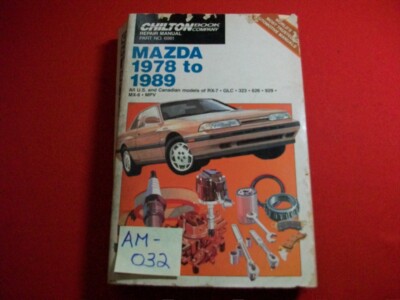 CHILTON BOOK COMPANY
REPAIR MANUAL
MAZDA
1978 to
1989
All U.S. and Canadian models of RX-7 • GLC • 323 • 626 • 929 •
MX-6 • MPV
AM-
032